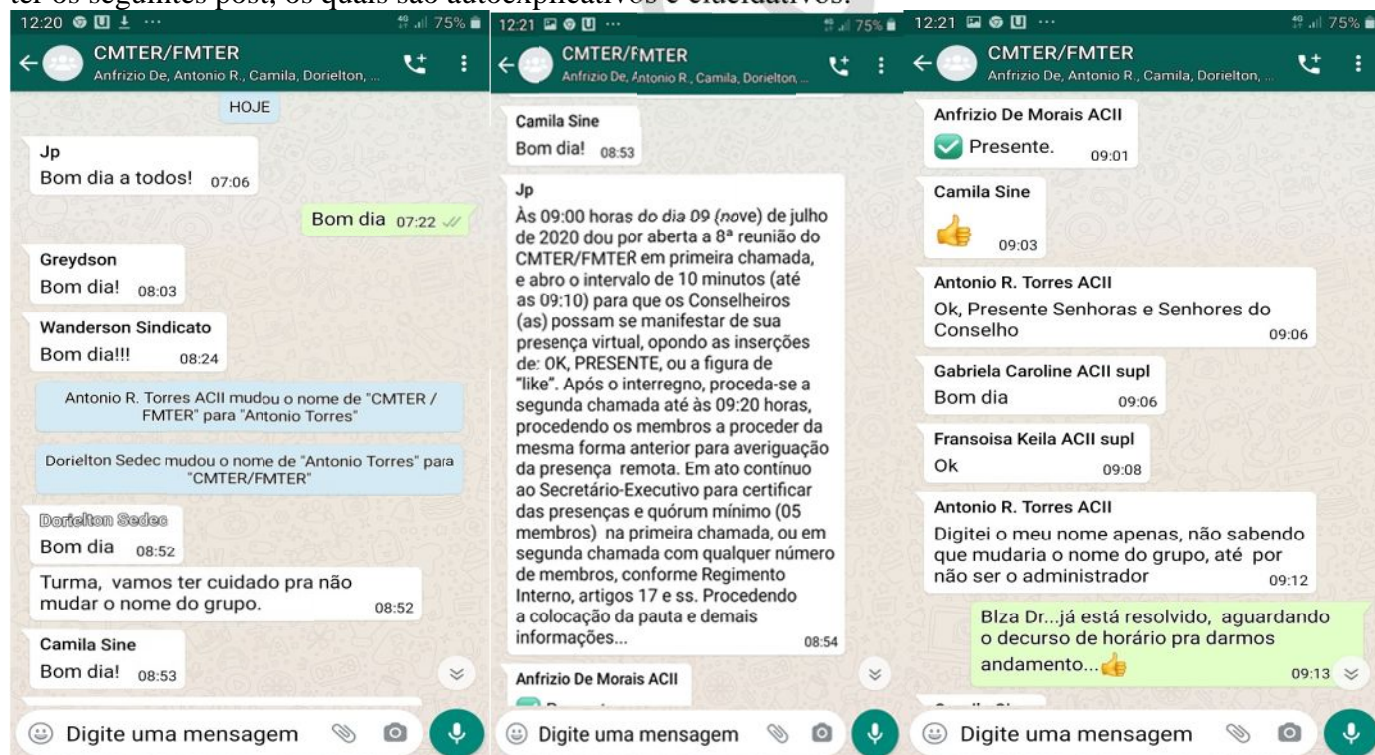 ter os seguintes post, os quais são autoexplicativos e elucidativos:
12:20 75%
CMTER/FMTER
Anfrizio De, Antonio R., Camila, Dorielton, ...
HOJE
Jp
Bom dia a todos! 07:06
Bom dia 07:22
Greydson
Bom dia! 08:03
Wanderson Sindicato
Bom dia!!! 08:24
Antonio R. Torres ACII mudou o nome de "CMTER /
FMTER" para "Antonio Torres"
Dorielton Sedec mudou o nome de "Antonio Torres" para
"CMTER/FMTER"
Dorielton Sedec
Bom dia 08:52
Turma, vamos ter cuidado pra não
mudar o nome do grupo. 08:52
Camila Sine
Bom dia! 08:53
Digite uma mensagem
12:21 75%
CMTER/FMTER
Anfrizio De, Antonio R., Camila, Dorielton, ...
Camila Sine
Bom dia! 08:53
Jp
Às 09:00 horas do dia 09 (nove) de julho
de 2020 dou por aberta a 8ª reunião do
CMTER/FMTER em primeira chamada,
e abro o intervalo de 10 minutos (até
as 09:10) para que os Conselheiros
(as) possam se manifestar de sua
presença virtual, opondo as inserções
de: 0K, PRESENTE, ou a figura de
"like". Após o interregno, proceda-se a
segunda chamada até às 09:20 horas,
procedendo os membros a proceder da
mesma forma anterior para averiguação
da presença remota. Em ato contínuo
ao Secretário-Executivo para certificar
das presenças e quórum mínimo (05
membros) na primeira chamada, ou em
segunda chamada com qualquer número
de membros, conforme Regimento
Interno, artigos 17 e ss. Procedendo
a colocação da pauta e demais
informações... 08:54
Anfrizio De Morais ACII
Digite uma mensagem
12:21 75%
CMTER/FMTER
Anfrizio De, Antonio R., Camila, Dorielton, ...
Anfrizio De Morais ACII
✅ Presente. 09:01
Camila Sine
👍 09:03
Antonio R. Torres ACII
Ok, Presente Senhoras e Senhores do
Conselho 09:06
Gabriela Caroline ACII supl
Bom dia 09:06
Fransoisa Keila ACII supl
Ok 09:08
Antonio R. Torres ACII
Digitei o meu nome apenas, não sabendo
que mudaria o nome do grupo, até por
não ser o administrador 09:12
Blza Dr...já está resolvido, aguardando
o decurso de horário pra darmos
andamento...👍 09:13
Digite uma mensagem